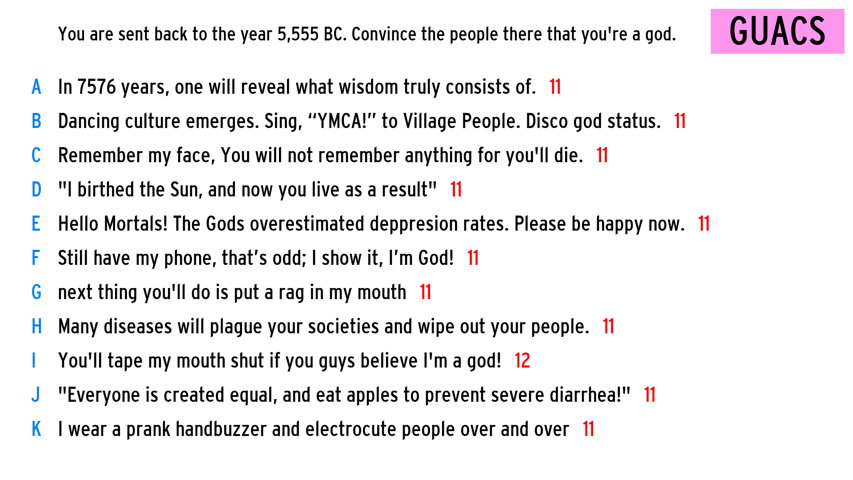 You are sent back to the year 5,555 BC. Convince the people there that you're a god.
GUACS
A In 7576 years, one will reveal what wisdom truly consists of. 11
B Dancing culture emerges. Sing, “YMCA!” to Village People. Disco god status. 11
C Remember my face, You will not remember anything for you'll die. 11
D "I birthed the Sun, and now you live as a result" 11
E Hello Mortals! The Gods overestimated deppresion rates. Please be happy now. 11
F Still have my phone, that’s odd; I show it, I’m God! 11
G next thing you'll do is put a rag in my mouth 11
H Many diseases will plague your societies and wipe out your people. 11
I You'll tape my mouth shut if you guys believe I'm a god! 12
J "Everyone is created equal, and eat apples to prevent severe diarrhea!" 11
K I wear a prank handbuzzer and electrocute people over and over 11